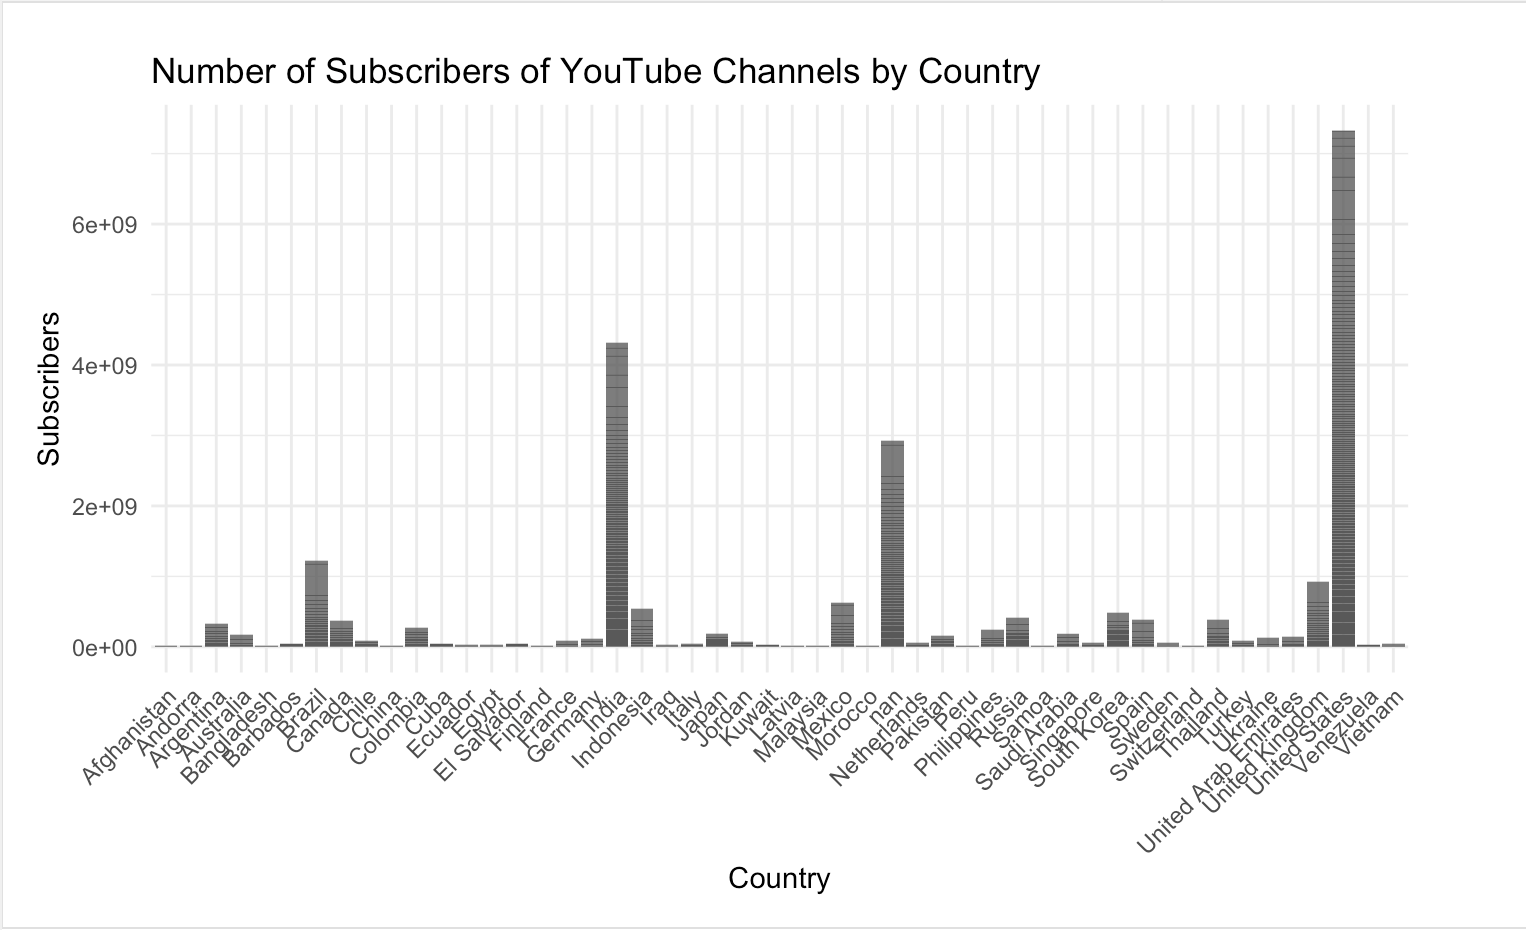 Number of Subscribers of YouTube Channels by Country
Subscribers
6e+09
4e+09
2e+09
0e+00
Afghanistan
Andorra
Argentina
Australia
Bangladesh
Barbados
Brazil
Canada
Chile
China
Colombia
Cuba
Ecuador
Egypt
El Salvador
Finland
France
Germany
India
Indonesia
Iraq
Italy
Japan
Jordan
Kuwait
Latvia
Malaysia
Mexico
Morocco
nan
Netherlands
Pakistan
Peru
Philippines
Russia
Samoa
Saudi Arabia
Singapore
South Korea
Spain
Sweden
Switzerland
Thailand
Turkey
Ukraine
United Arab Emirates
United Kingdom
United States
Venezuela
Vietnam
Country